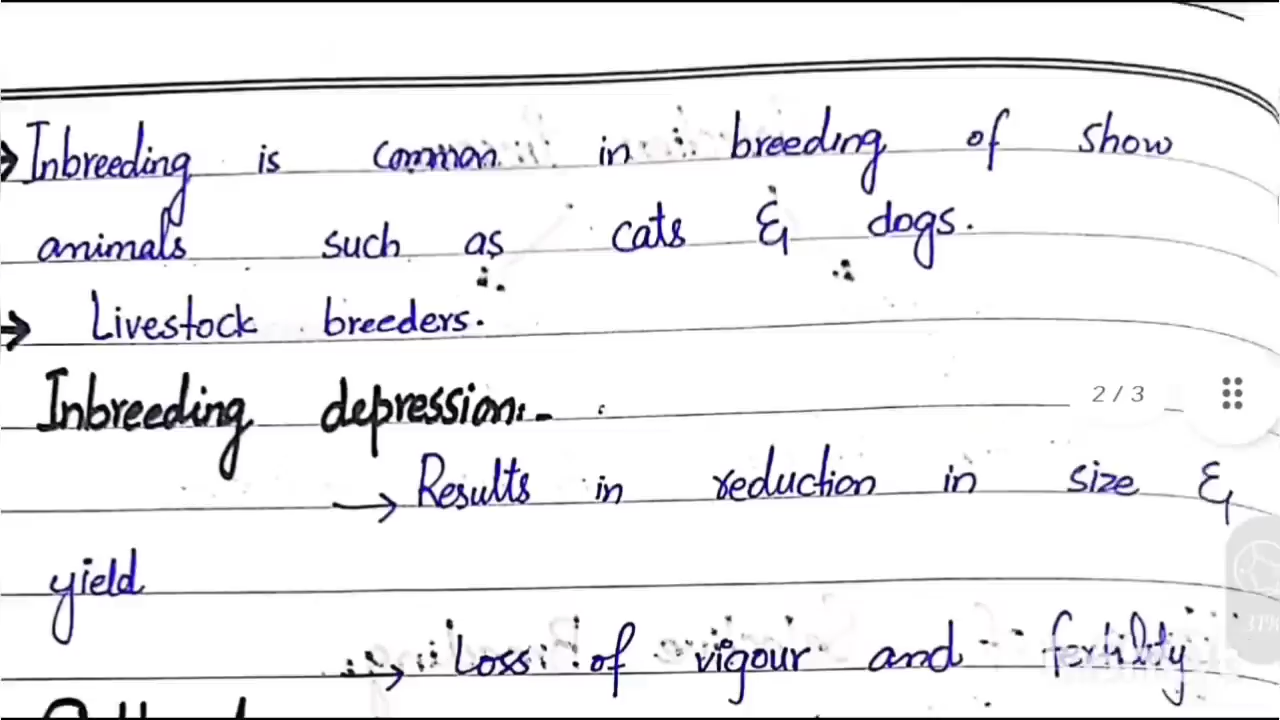 → Inbreeding is common in breeding of show
animals such as cats & dogs.
→ Livestock breeders.
Inbreeding depression:-
2 / 3
→ Results in reduction in size &
yield
→ Loss of vigour and fertility